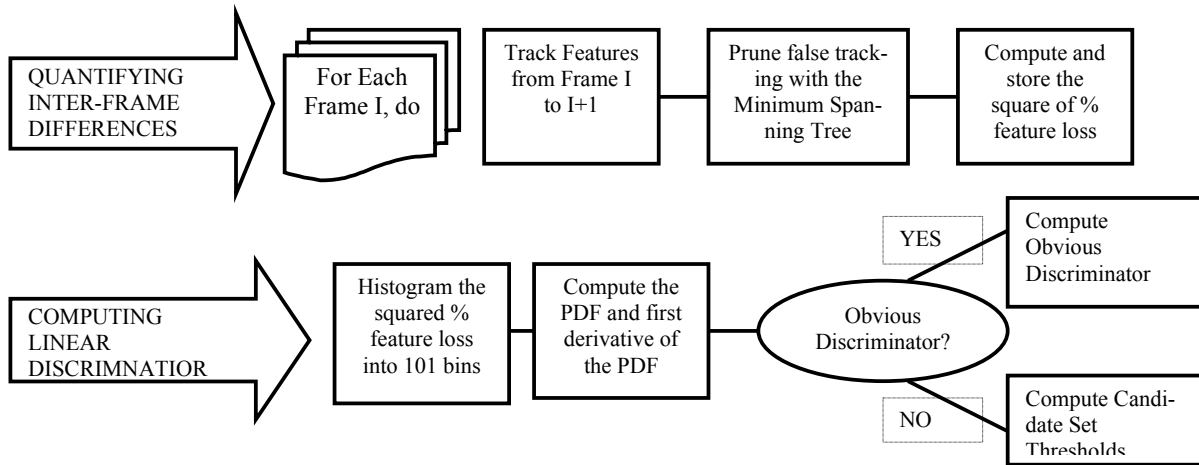 QUANTIFYING
INTER-FRAME
DIFFERENCES
For Each
Frame I, do
Track Features
from Frame I
to I+1
Prune false track-
ing with the
Minimum Span-
ning Tree
Compute and
store the
square of %
feature loss
COMPUTING
LINEAR
DISCRIMNATIOR
Histogram the
squared %
feature loss
into 101 bins
Compute the
PDF and first
derivative of
the PDF
Obvious
Discriminator?
YES
Compute
Obvious
Discriminator
NO
Compute Candi-
date Set
Thresholds